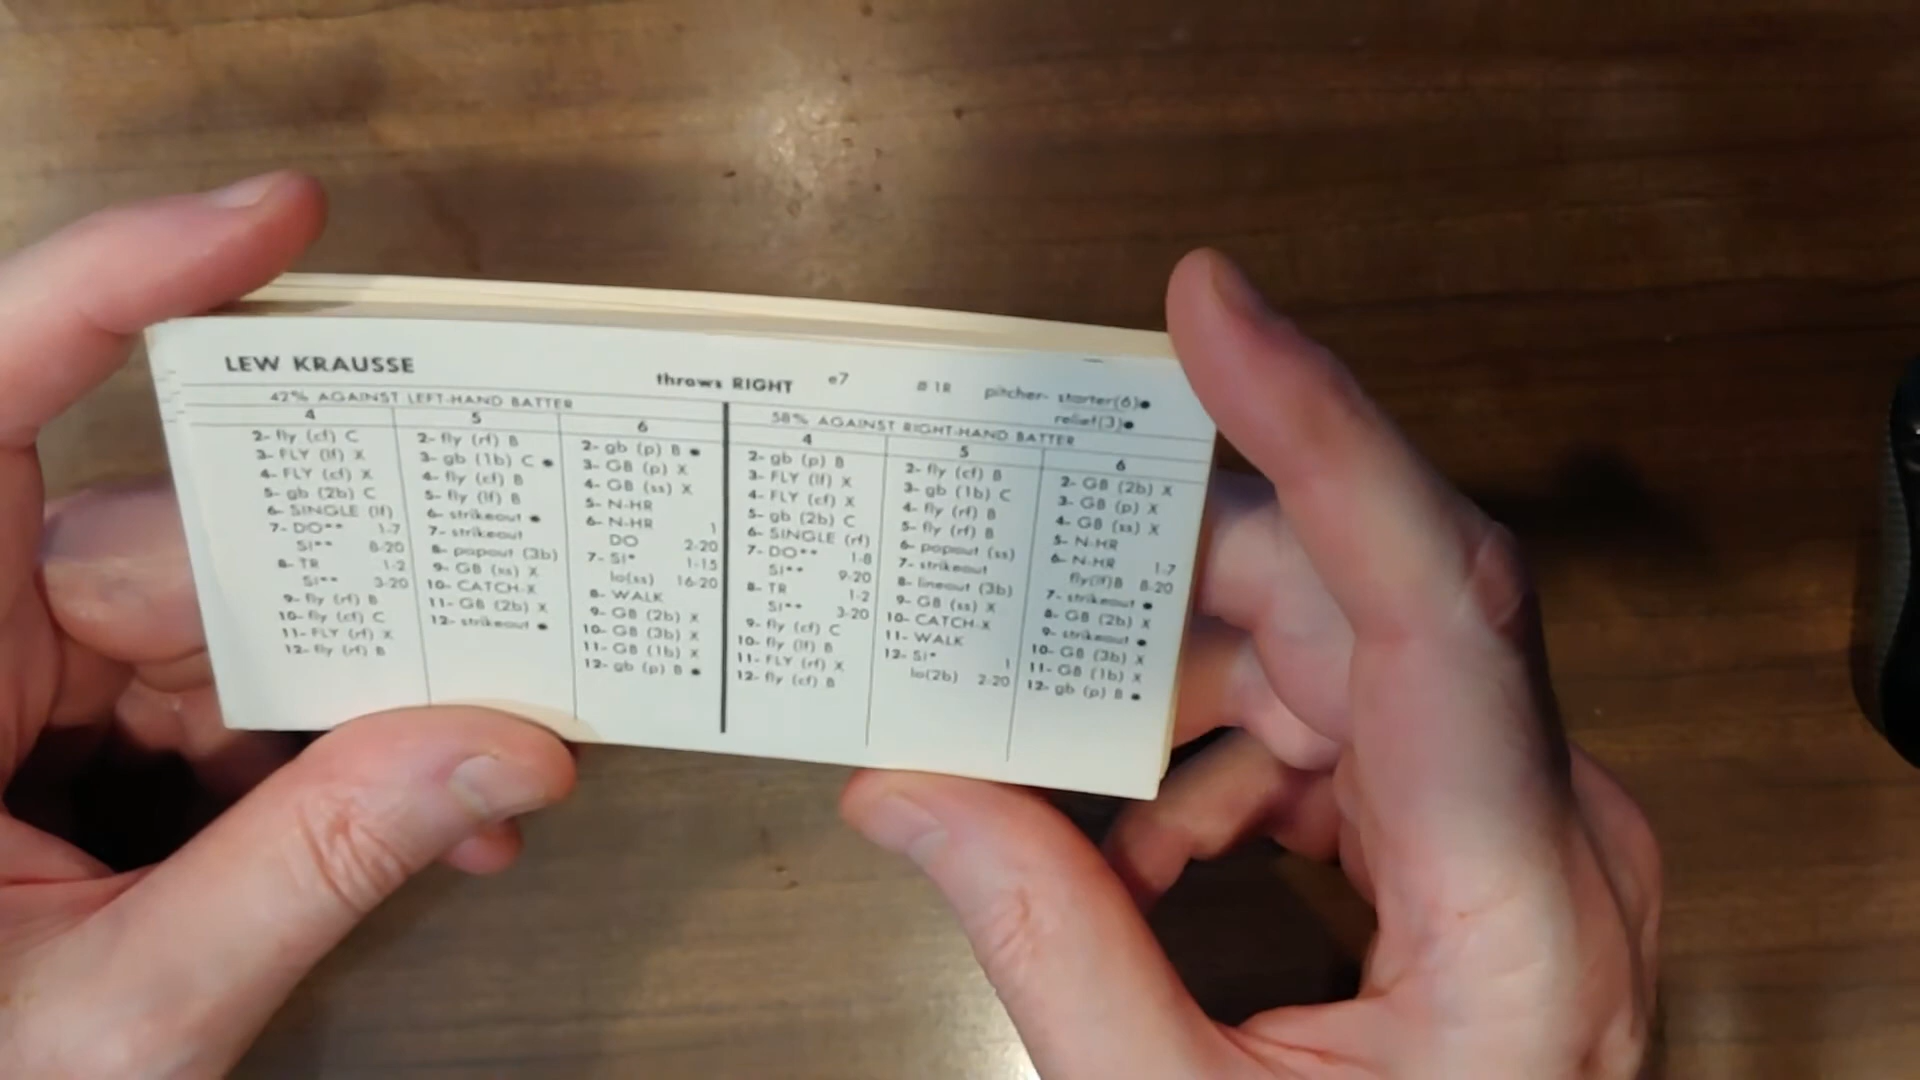 LEW KRAUSSE
throws RIGHT e7 # 1R pitcher- starter(6)●
relief(3)●
42% AGAINST LEFT-HAND BATTER
4
2- fly (cf) C
3- FLY (lf) X
4- FLY (cf) X
5- gb (2b) C
6- SINGLE (lf)
7- DO** 1-7
SI** 8-20
8- TR 1-2
SI** 3-20
9- fly (rf) B
10- fly (cf) C
11- FLY (rf) X
12- fly (rf) B
5
2- fly (rf) B
3- gb (1b) C ●
4- fly (cf) B
5- fly (lf) B
6- strikeout ●
7- strikeout
8- popout (3b)
9- GB (ss) X
10- CATCH-X
11- GB (2b) X
12- strikeout ●
6
2- gb (p) B ●
3- GB (p) X
4- GB (ss) X
5- N-HR
6- N-HR 1
DO 2-20
7- SI* 1-15
lo(ss) 16-20
8- WALK
9- GB (2b) X
10- GB (3b) X
11- GB (1b) X
12- gb (p) B ●
58% AGAINST RIGHT-HAND BATTER
4
2- gb (p) B
3- FLY (lf) X
4- FLY (cf) X
5- gb (2b) C
6- SINGLE (rf)
7- DO** 1-8
SI** 9-20
8- TR 1-2
SI** 3-20
9- fly (cf) C
10- fly (lf) B
11- FLY (rf) X
12- fly (cf) B
5
2- fly (cf) B
3- gb (1b) C
4- fly (rf) B
5- fly (rf) B
6- popout (ss)
7- strikeout
8- lineout (3b)
9- GB (ss) X
10- CATCH-X
11- WALK
12- SI* 1
lo(2b) 2-20
6
2- GB (2b) X
3- GB (p) X
4- GB (ss) X
5- N-HR
6- N-HR 1-7
fly(lf)B 8-20
7- strikeout ●
8- GB (2b) X
9- strikeout ●
10- GB (3b) X
11- GB (1b) X
12- gb (p) B ●